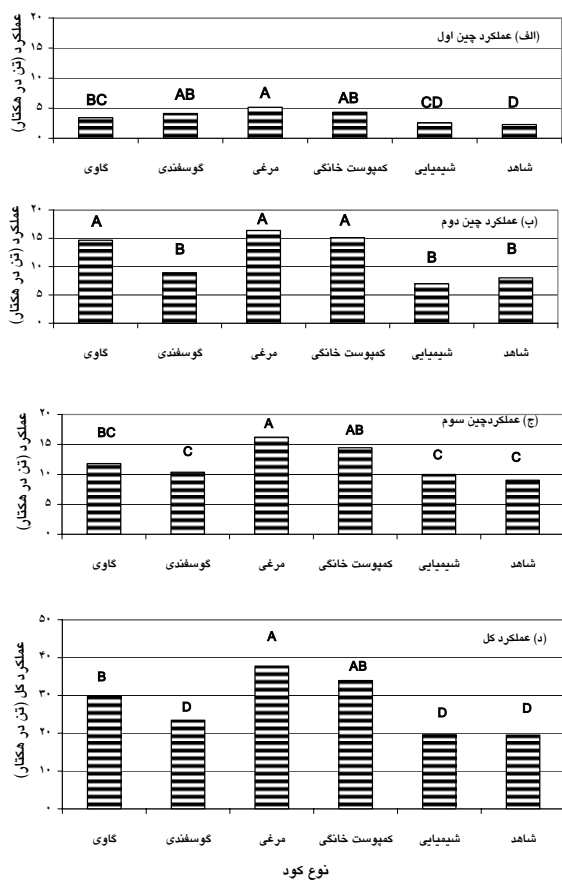 (الف) عملکرد چین اول
عملکرد (تن در هکتار)
۲۰
۱۵
۱۰
۵
۰
BC AB A AB CD D
گاوی گوسفندی مرغی کمپوست خانگی شیمیایی شاهد
(ب) عملکرد چین دوم
عملکرد (تن در هکتار)
۲۰
۱۵
۱۰
۵
۰
A B A A B B
گاوی گوسفندی مرغی کمپوست خانگی شیمیایی شاهد
(ج) عملکردچین سوم
عملکرد (تن در هکتار)
۲۰
۱۵
۱۰
۵
۰
BC C A AB C C
گاوی گوسفندی مرغی کمپوست خانگی شیمیایی شاهد
(د) عملکرد کل
عملکرد کل (تن در هکتار)
۵۰
۴۰
۳۰
۲۰
۱۰
۰
B D A AB D D
گاوی گوسفندی مرغی کمپوست خانگی شیمیایی شاهد
نوع کود